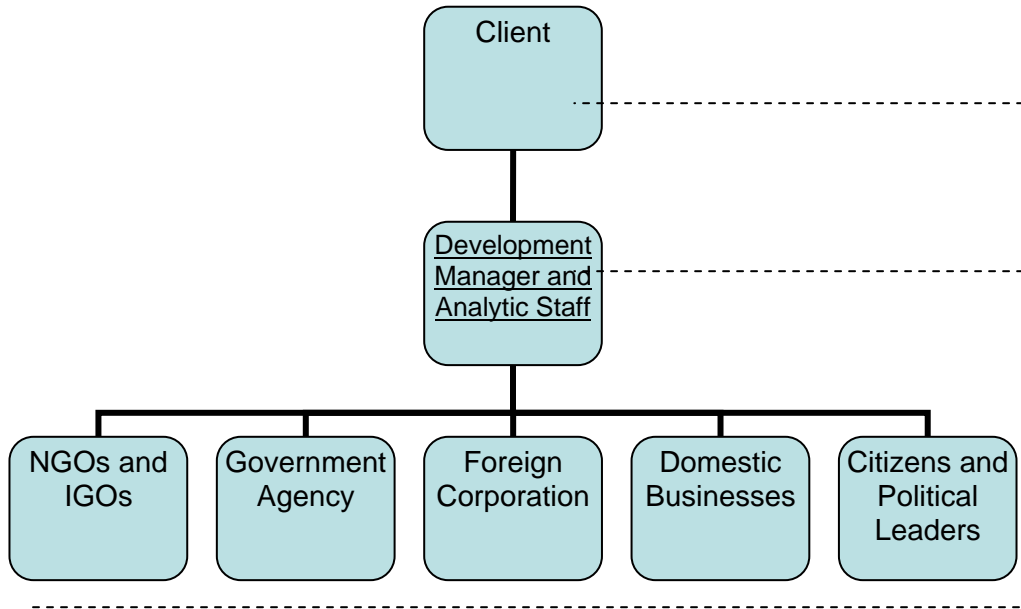 Client
Development
Manager and
Analytic Staff
NGOs and
IGOs
Government
Agency
Foreign
Corporation
Domestic
Businesses
Citizens and
Political
Leaders